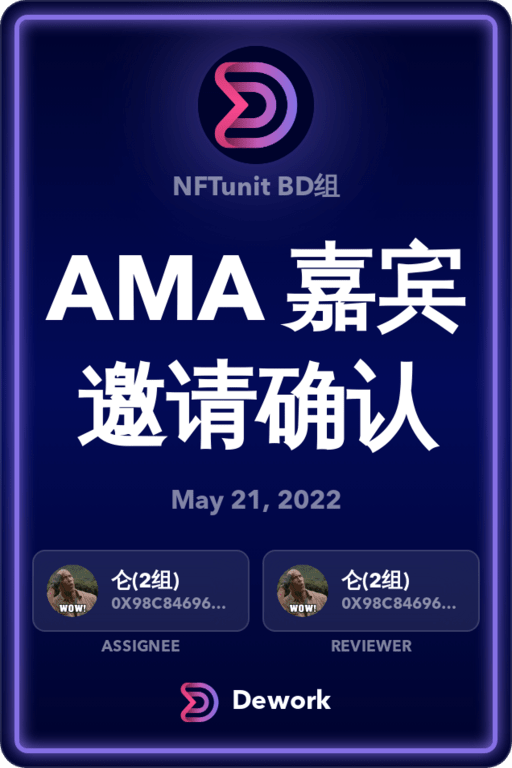 NFTunit BD组
AMA 嘉宾
邀请确认
May 21, 2022
仑(2组)
0X98C84696...
WOW!
ASSIGNEE
仑(2组)
0X98C84696...
WOW!
REVIEWER
Dework